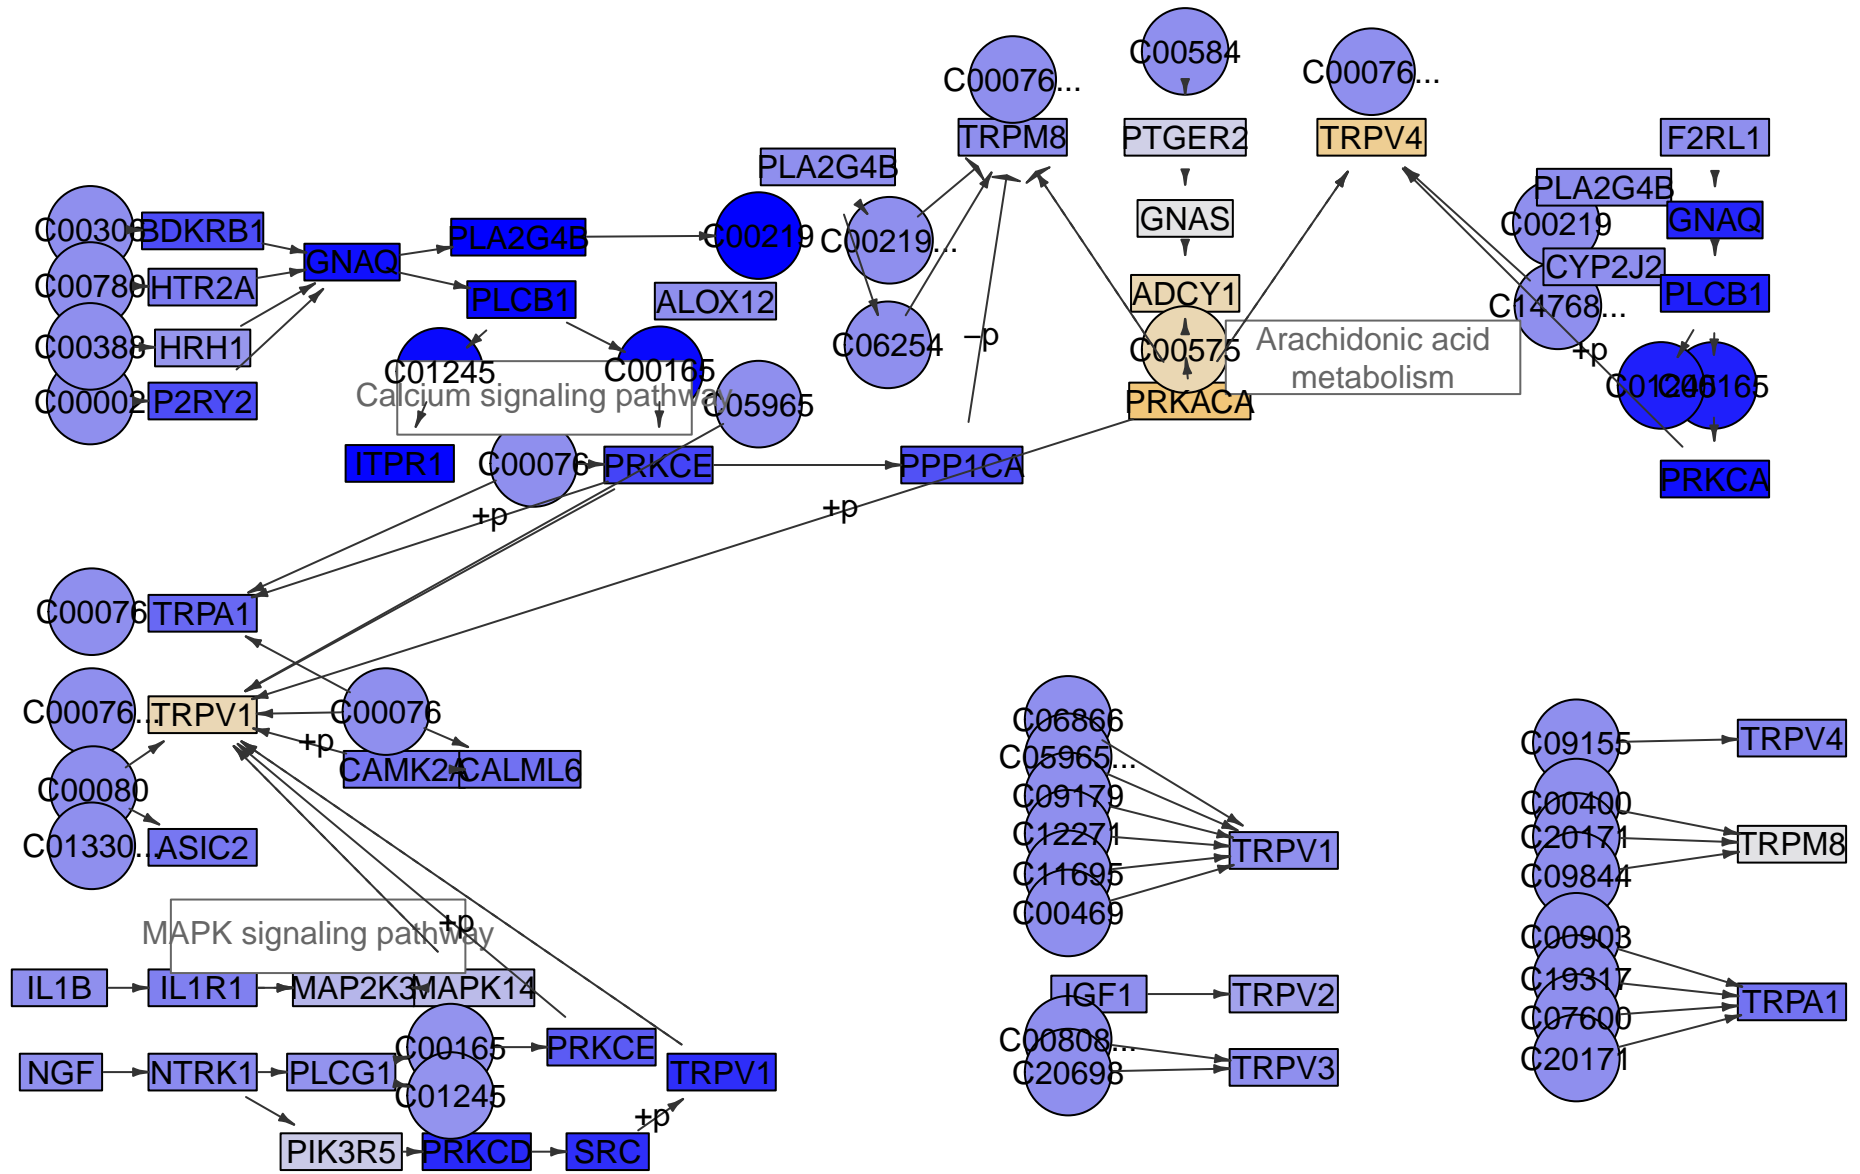 C00584
C00076...
C00076...
TRPM8
PTGER2
TRPV4
F2RL1
PLA2G4B
PLA2G4B
C00219
GNAS
GNAQ
BDKRB1
GNAQ
PLA2G4B
C00219
C00219...
CYP2J2
C00780
HTR2A
PLCB1
ALOX12
ADCY1
C14768...
PLCB1
C00388
HRH1
C01245
C00165
C06254
–p
C00575
Arachidonic acid
metabolism
+p
C00165
C00002
P2RY2
Calcium signaling pathway
C05965
PRKACA
ITPR1
C00076
PRKCE
PPP1CA
PRKCA
+p
+p
C00076
TRPA1
C00076...
TRPV1
C00076
+p
C00080
CAMK2A
CALML6
C01330...
ASIC2
C06866
C05965...
C09179
C12271
C11695
C00469
TRPV1
C09155
TRPV4
C00400
C20171
C09844
TRPM8
MAPK signaling pathway
+p
IL1B
IL1R1
MAP2K3
MAPK14
IGF1
TRPV2
C00903
C19317
C07600
C20171
TRPA1
NGF
NTRK1
PLCG1
C00165
C01245
PRKCE
TRPV1
C00808...
C20698
TRPV3
PIK3R5
PRKCD
SRC
+p